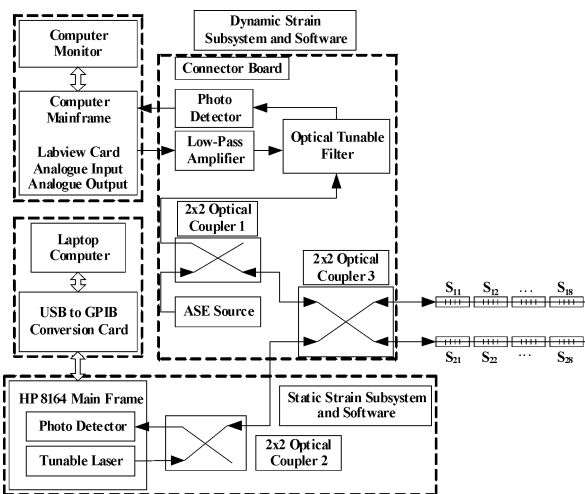 Dynamic Strain
Subsystem and Software
Computer
Monitor
Connector Board
Computer
Mainframe
Labview Card
Analogue Input
Analogue Output
Photo
Detector
Low-Pass
Amplifier
Optical Tunable
Filter
2x2 Optical
Coupler 1
Laptop
Computer
2x2 Optical
Coupler 3
USB to GPIB
Conversion Card
ASE Source
S11 S12 ... S18
S21 S22 ... S28
HP 8164 Main Frame
Photo Detector
Tunable Laser
Static Strain Subsystem
and Software
2x2 Optical
Coupler 2